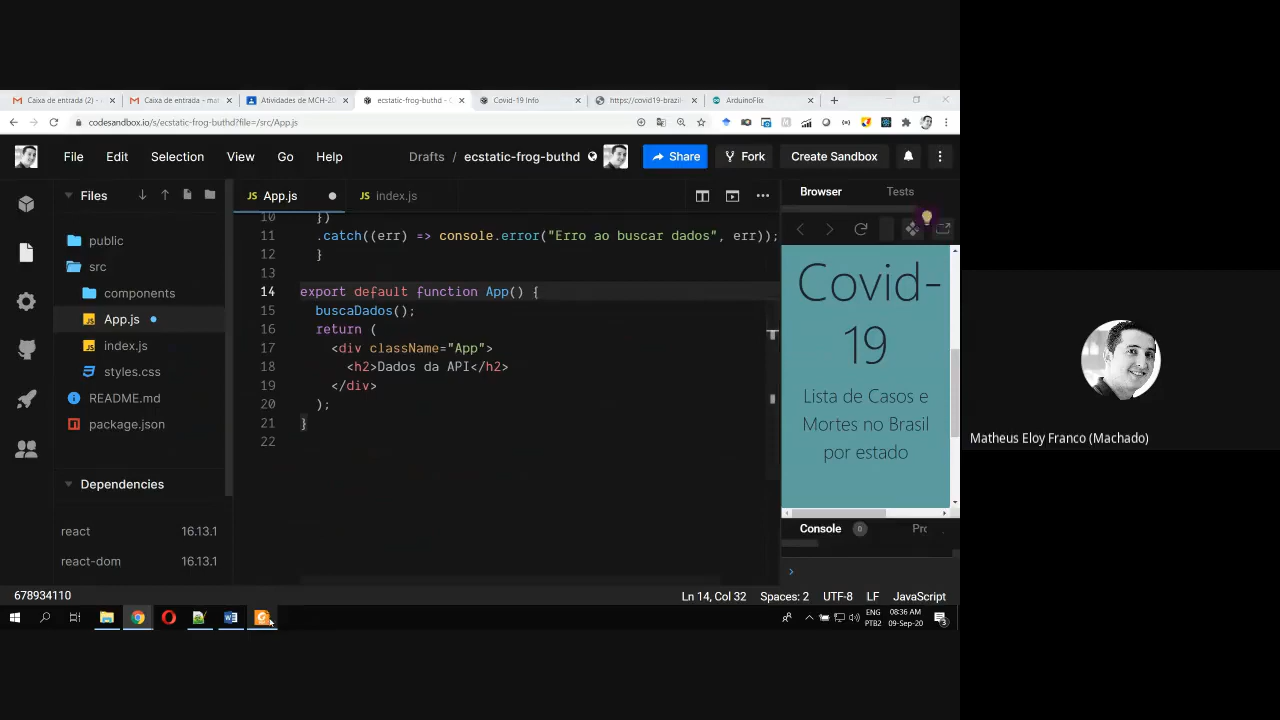 Caixa de entrada (2) -
Caixa de entrada – mat
Atividades de MCH-20
ecstatic-frog-buthd - C
Covid-19 Info
https://covid19-brazil
ArduinoFlix
codesandbox.io/s/ecstatic-frog-buthd?file=/src/App.js
File
Edit
Selection
View
Go
Help
Drafts / ecstatic-frog-buthd
Share
Fork
Create Sandbox
Files
public
src
components
App.js
index.js
styles.css
README.md
package.json
Dependencies
react 16.13.1
react-dom 16.13.1
App.js
index.js
10 })
11 .catch((err) => console.error("Erro ao buscar dados", err));
12 }
13
14 export default function App() {
15 buscaDados();
16 return (
17 <div className="App">
18 <h2>Dados da API</h2>
19 </div>
20 );
21 }
22
Browser
Tests
Covid-
19
Lista de Casos e
Mortes no Brasil
por estado
Console 0
Pro
678934110
Ln 14, Col 32
Spaces: 2
UTF-8
LF
JavaScript
ENG
PTB2
08:36 AM
09-Sep-20
3
Matheus Eloy Franco (Machado)